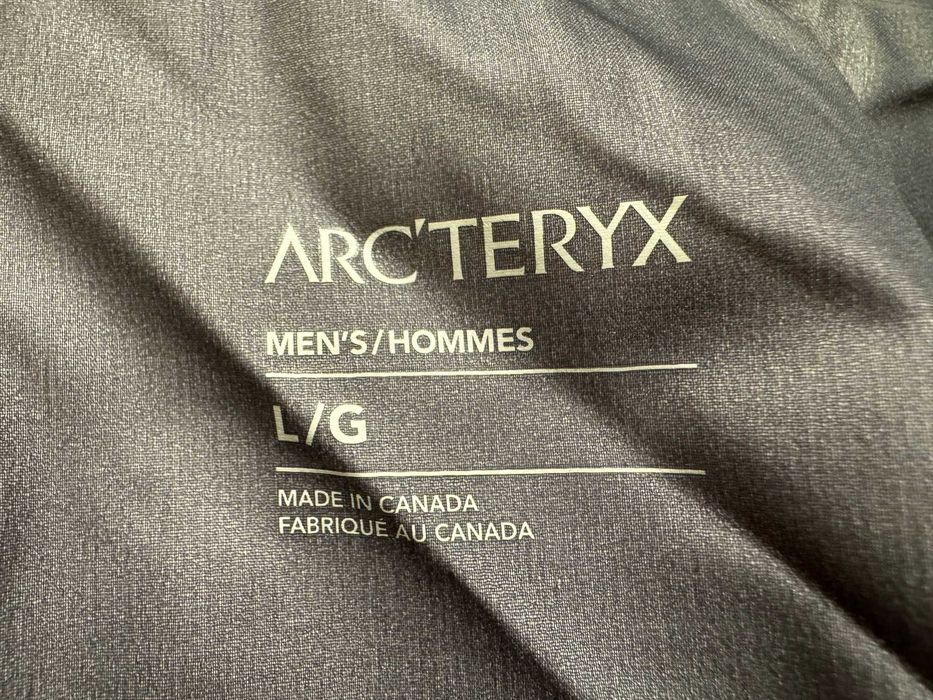 ARC'TERYX
MEN'S/HOMMES
L/G
MADE IN CANADA
FABRIQUÉ AU CANADA